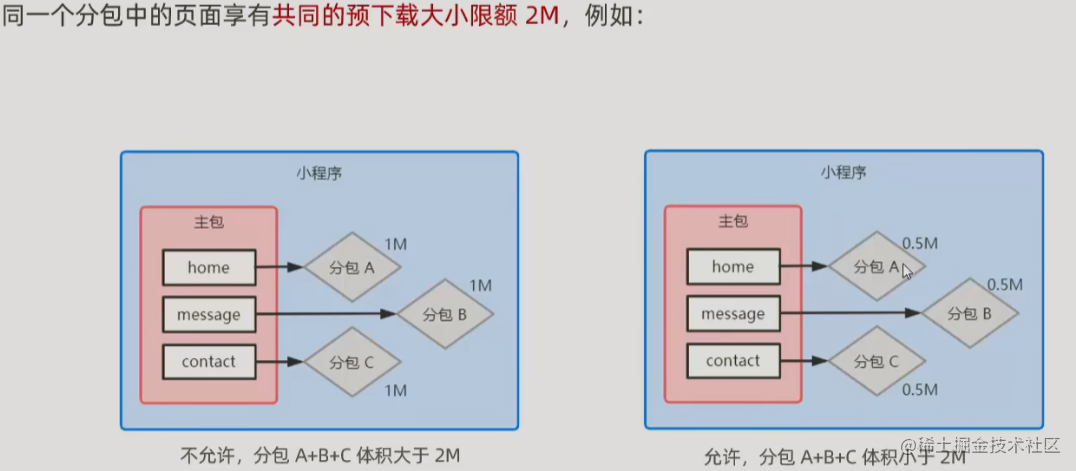 同一个分包中的页面享有共同的预下载大小限额 2M，例如：
小程序
主包
home
message
contact
分包 A
1M
分包 B
1M
分包 C
1M
不允许，分包 A+B+C 体积大于 2M
小程序
主包
home
message
contact
分包 A
0.5M
分包 B
0.5M
分包 C
0.5M
允许，分包 A+B+C 体积小于 2M
@稀土掘金技术社区